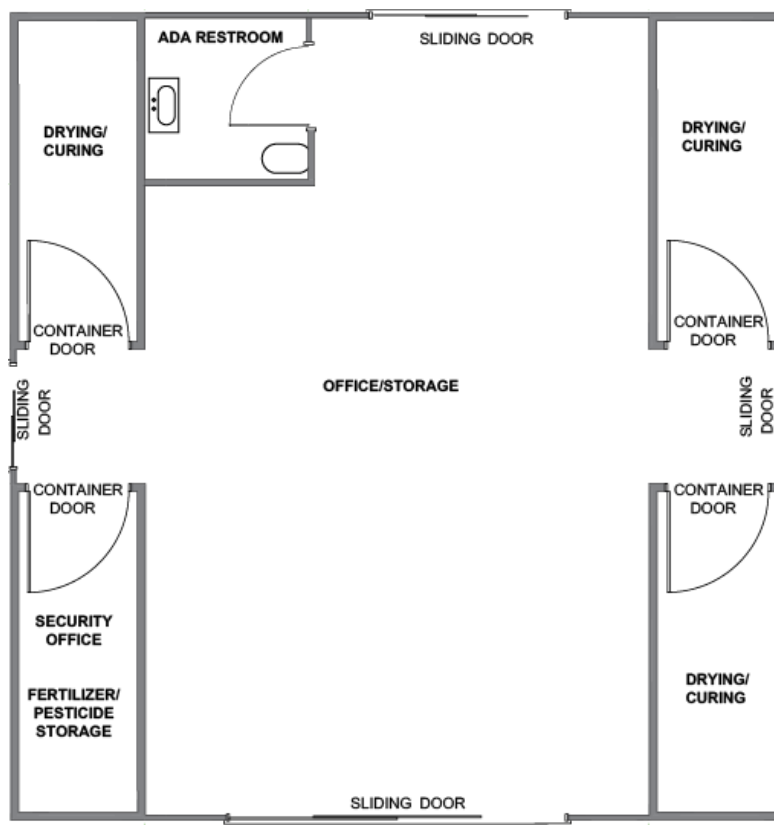 ADA RESTROOM
SLIDING DOOR
DRYING/
CURING
DRYING/
CURING
CONTAINER
DOOR
CONTAINER
DOOR
SLIDING
DOOR
OFFICE/STORAGE
SLIDING
DOOR
CONTAINER
DOOR
CONTAINER
DOOR
SECURITY
OFFICE
FERTILIZER/
PESTICIDE
STORAGE
DRYING/
CURING
SLIDING DOOR